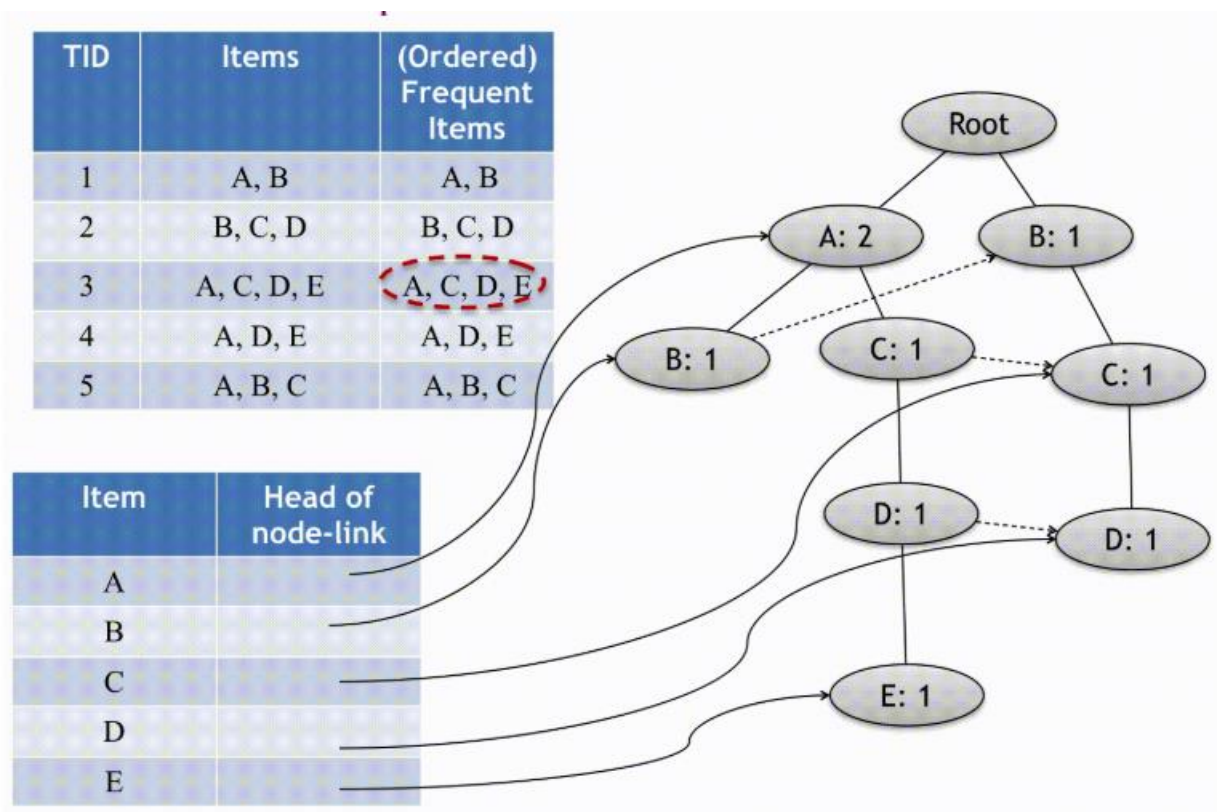 TID Items (Ordered) Frequent Items
1 A, B A, B
2 B, C, D B, C, D
3 A, C, D, E A, C, D, E
4 A, D, E A, D, E
5 A, B, C A, B, C
Item Head of node-link
A
B
C
D
E
Root
A: 2 B: 1
B: 1 C: 1 C: 1
D: 1 D: 1
E: 1